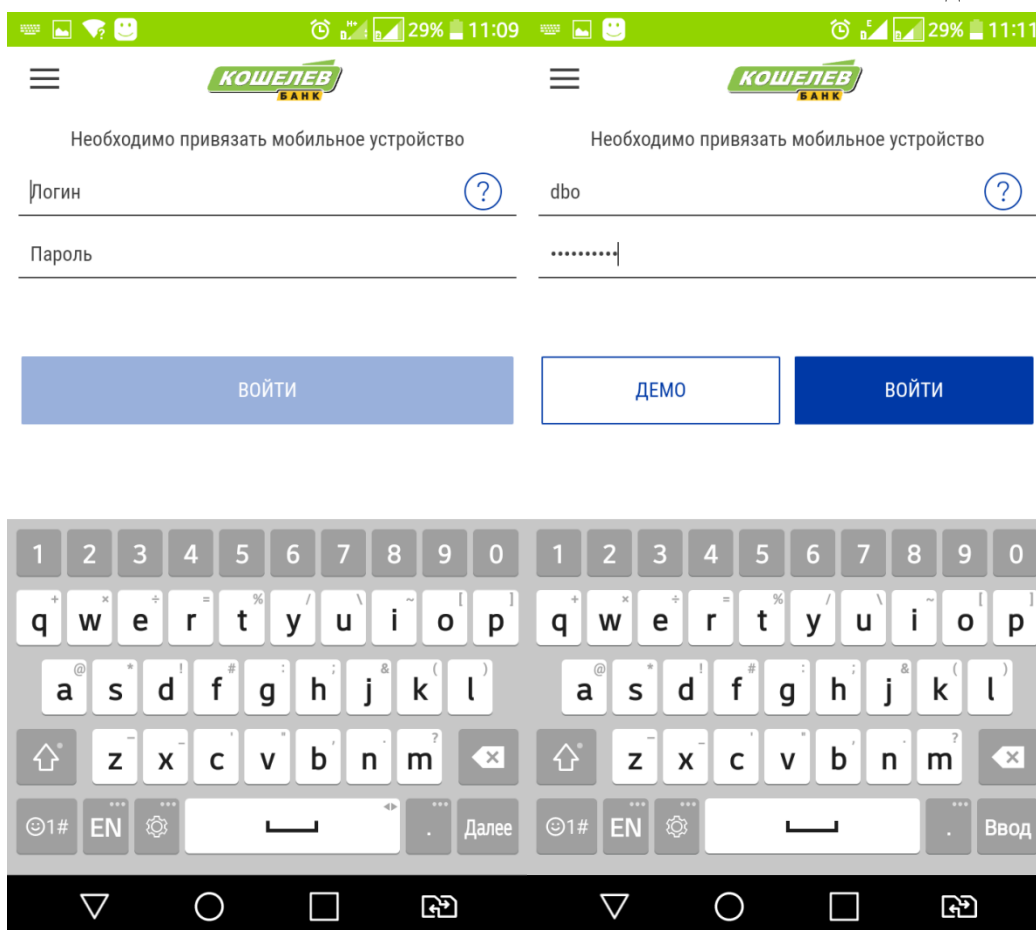 29% 11:09
КОШЕЛЕВ
БАНК
Необходимо привязать мобильное устройство
Логин
?
Пароль
ВОЙТИ
1 2 3 4 5 6 7 8 9 0
q w e r t y u i o p
a s d f g h j k l
z x c v b n m
1# EN . Далее
29% 11:11
КОШЕЛЕВ
БАНК
Необходимо привязать мобильное устройство
dbo
?
••••••••••
ДЕМО ВОЙТИ
1 2 3 4 5 6 7 8 9 0
q w e r t y u i o p
a s d f g h j k l
z x c v b n m
1# EN . Ввод